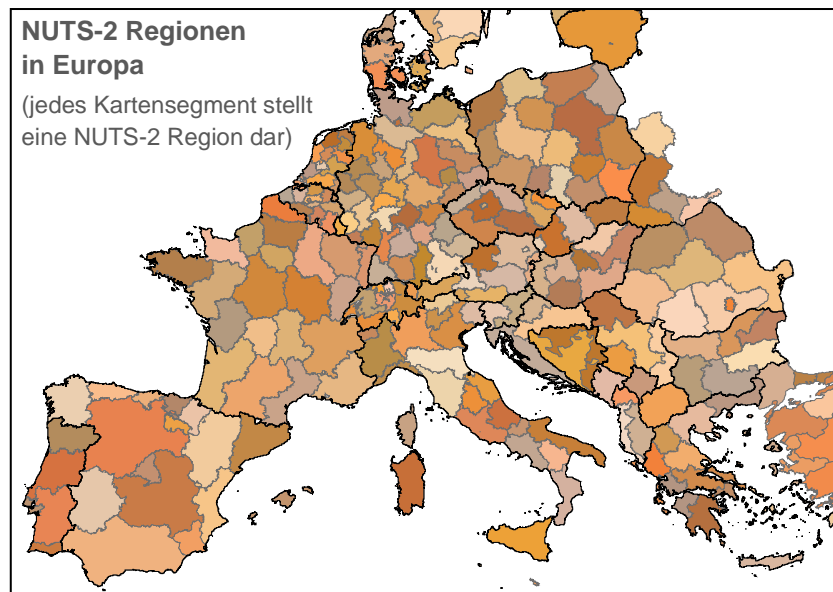 NUTS-2 Regionen
in Europa
(jedes Kartensegment stellt
eine NUTS-2 Region dar)